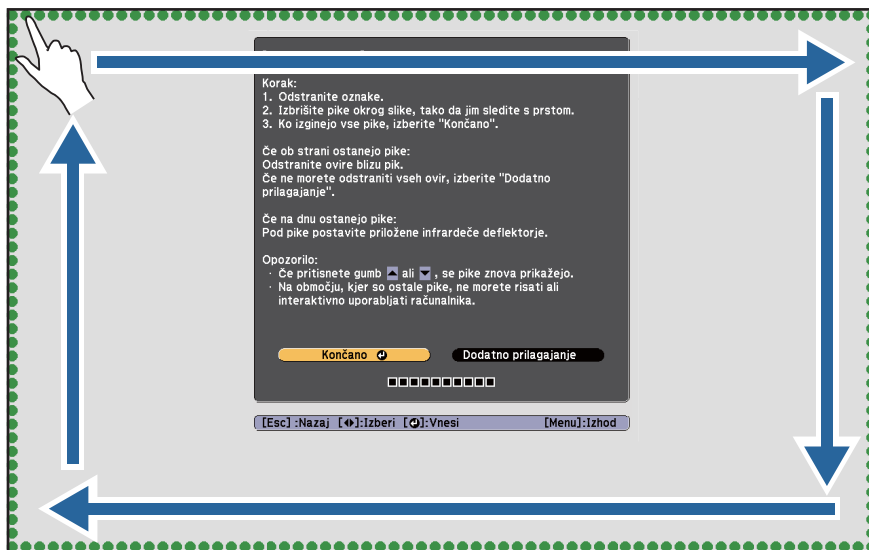 Korak:
1. Odstranite oznake.
2. Izbrišite pike okrog slike, tako da jim sledite s prstom.
3. Ko izginejo vse pike, izberite "Končano".
Če ob strani ostanejo pike:
Odstranite ovire blizu pik.
Če ne morete odstraniti vseh ovir, izberite "Dodatno
prilagajanje".
Če na dnu ostanejo pike:
Pod pike postavite priložene infrardeče deflektorje.
Opozorilo:
· Če pritisnete gumb ▲ ali ▼ , se pike znova prikažejo.
· Na območju, kjer so ostale pike, ne morete risati ali
interaktivno uporabljati računalnika.
Končano Dodatno prilagajanje
[Esc] :Nazaj [◆]:Izberi [↵]:Vnesi [Menu]:Izhod